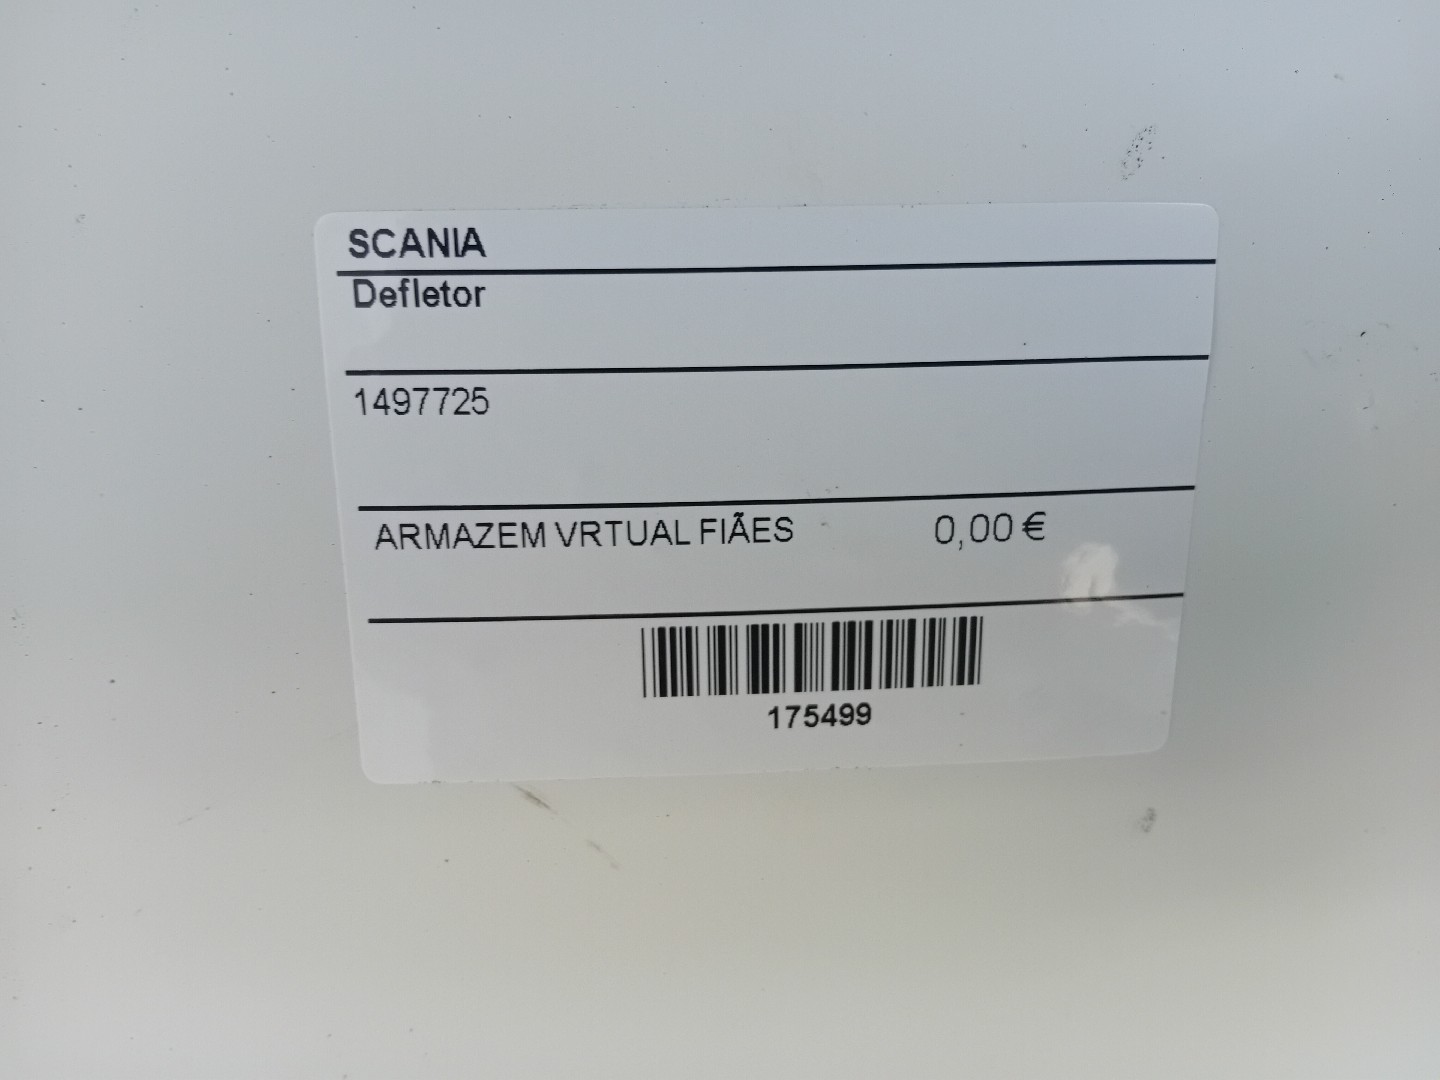 SCANIA
Defletor
1497725
ARMAZEM VRTUAL FIÃES 0,00 €
175499